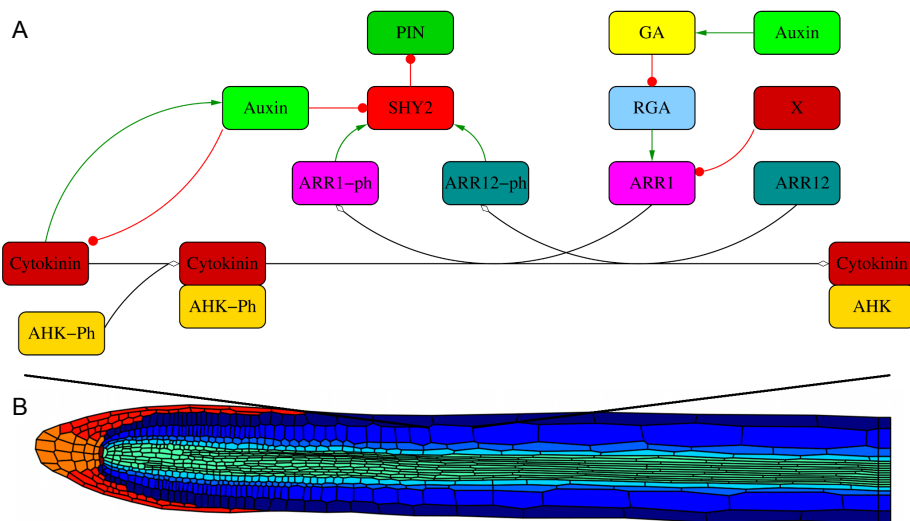 A
PIN
GA
Auxin
Auxin
SHY2
RGA
X
ARR1−ph
ARR12−ph
ARR1
ARR12
Cytokinin
Cytokinin
Cytokinin
AHK−Ph
AHK
AHK−Ph
B